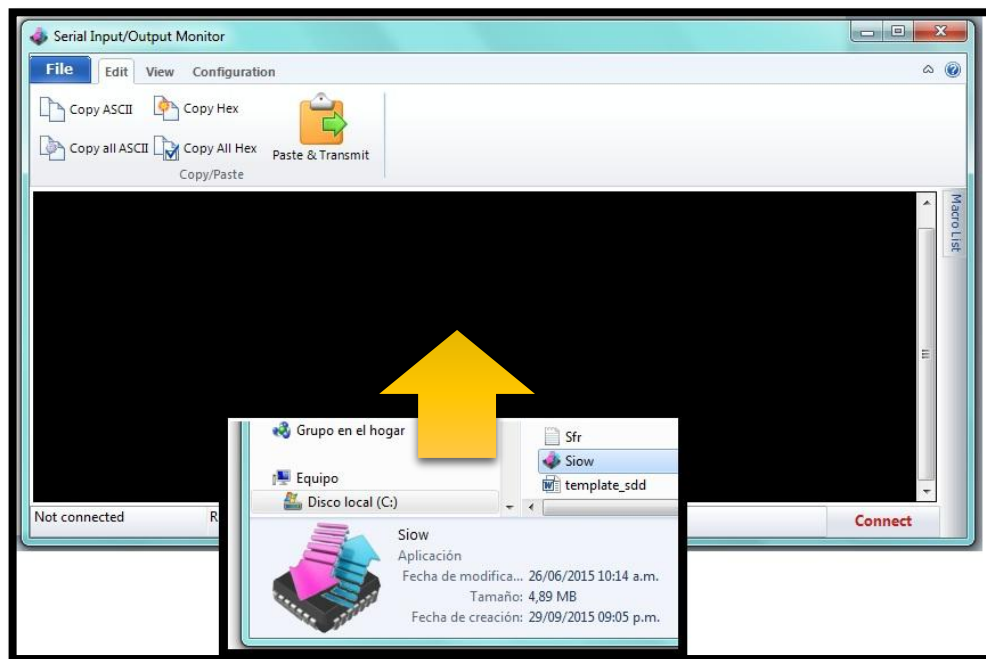 Serial Input/Output Monitor
File Edit View Configuration
Copy ASCII Copy Hex
Copy all ASCII Copy All Hex Paste & Transmit
Copy/Paste
Macro List
Grupo en el hogar Sfr
Siow
Equipo template_sdd
Disco local (C:)
Not connected R Connect
Siow
Aplicación
Fecha de modifica... 26/06/2015 10:14 a.m.
Tamaño: 4,89 MB
Fecha de creación: 29/09/2015 09:05 p.m.